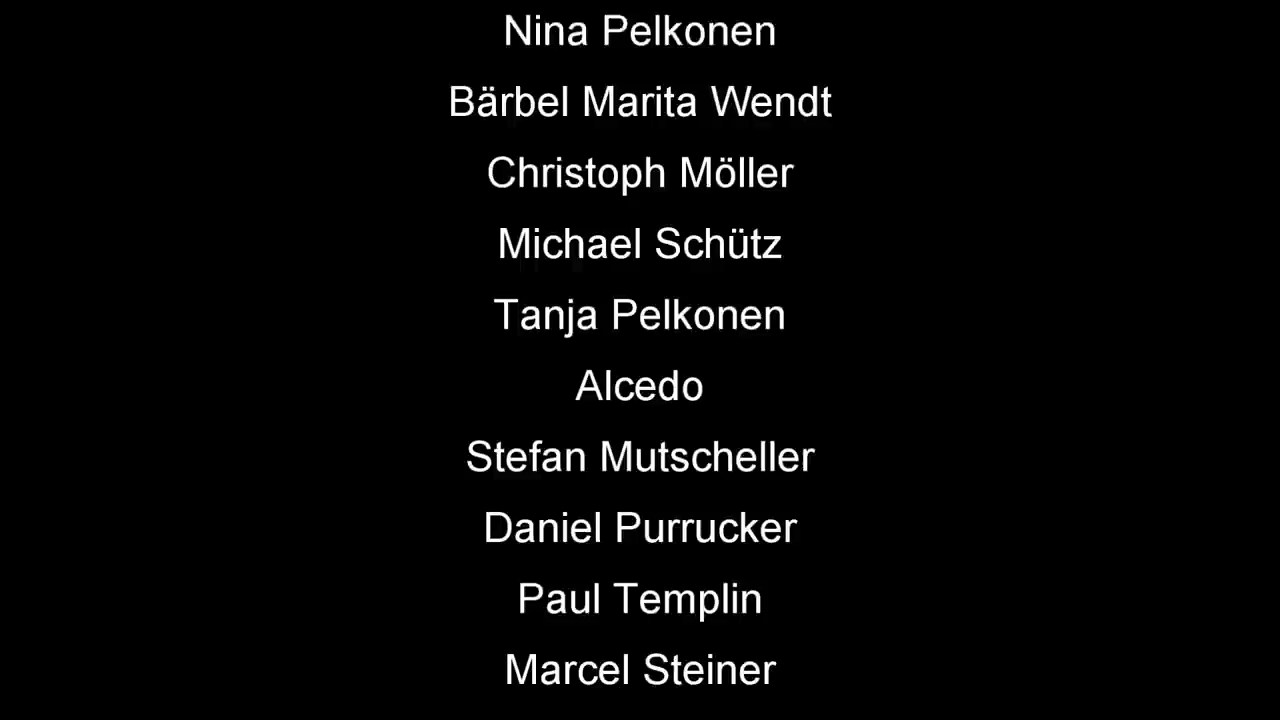 Nina Pelkonen
Bärbel Marita Wendt
Christoph Möller
Michael Schütz
Tanja Pelkonen
Alcedo
Stefan Mutscheller
Daniel Purrucker
Paul Templin
Marcel Steiner